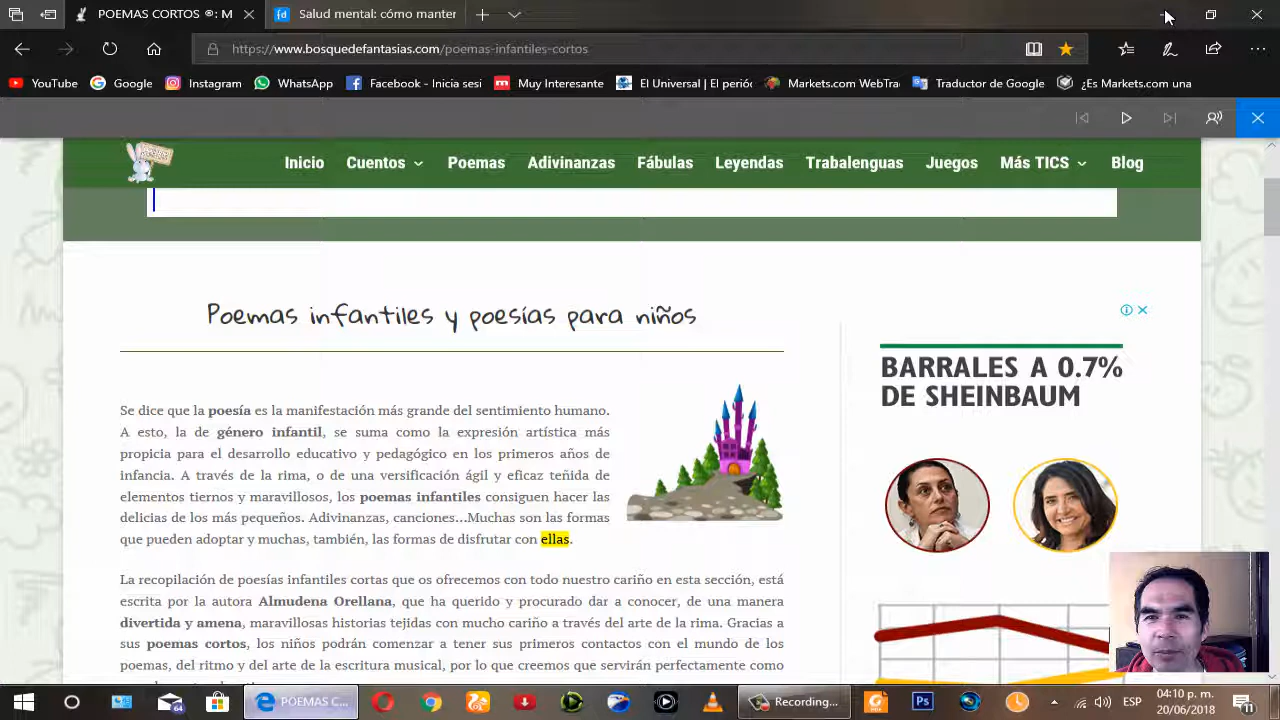 POEMAS CORTOS ®: M
Salud mental: cómo manter
https://www.bosquedefantasias.com/poemas-infantiles-cortos
YouTube Google Instagram WhatsApp Facebook - Inicia sesi Muy Interesante El Universal | El perió Markets.com WebTra Traductor de Google ¿Es Markets.com una
Inicio Cuentos Poemas Adivinanzas Fábulas Leyendas Trabalenguas Juegos Más TICS Blog
Poemas infantiles y poesías para niños
Se dice que la poesía es la manifestación más grande del sentimiento humano.
A esto, la de género infantil, se suma como la expresión artística más
propicia para el desarrollo educativo y pedagógico en los primeros años de
infancia. A través de la rima, o de una versificación ágil y eficaz teñida de
elementos tiernos y maravillosos, los poemas infantiles consiguen hacer las
delicias de los más pequeños. Adivinanzas, canciones...Muchas son las formas
que pueden adoptar y muchas, también, las formas de disfrutar con ellas.
La recopilación de poesías infantiles cortas que os ofrecemos con todo nuestro cariño en esta sección, está
escrita por la autora Almudena Orellana, que ha querido y procurado dar a conocer, de una manera
divertida y amena, maravillosas historias tejidas con mucho cariño a través del arte de la rima. Gracias a
sus poemas cortos, los niños podrán comenzar a tener sus primeros contactos con el mundo de los
poemas, del ritmo y del arte de la escritura musical, por lo que creemos que servirán perfectamente como
BARRALES A 0.7%
DE SHEINBAUM
64
POEMAS C...
Recording...
Ps
ESP
04:10 p. m.
20/06/2018
11